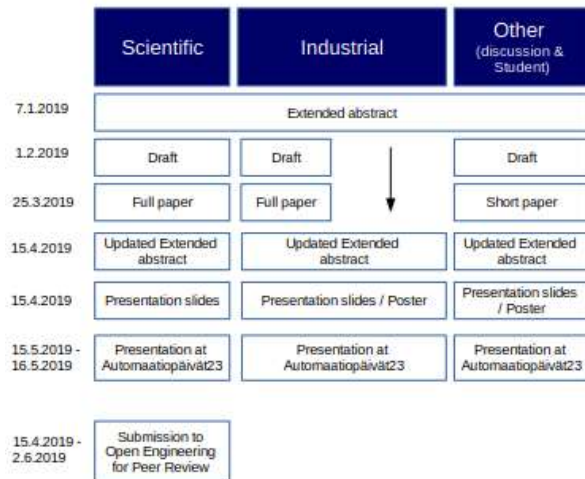 Scientific
Industrial
Other
(discussion &
Student)
7.1.2019
Extended abstract
1.2.2019
Draft
Draft
Draft
25.3.2019
Full paper
Full paper
Short paper
15.4.2019
Updated Extended
abstract
Updated Extended
abstract
Updated Extended
abstract
15.4.2019
Presentation slides
Presentation slides / Poster
Presentation slides
/ Poster
15.5.2019 -
16.5.2019
Presentation at
Automaatiopäivät23
Presentation at
Automaatiopäivät23
Presentation at
Automaatiopäivät23
15.4.2019 -
2.6.2019
Submission to
Open Engineering
for Peer Review